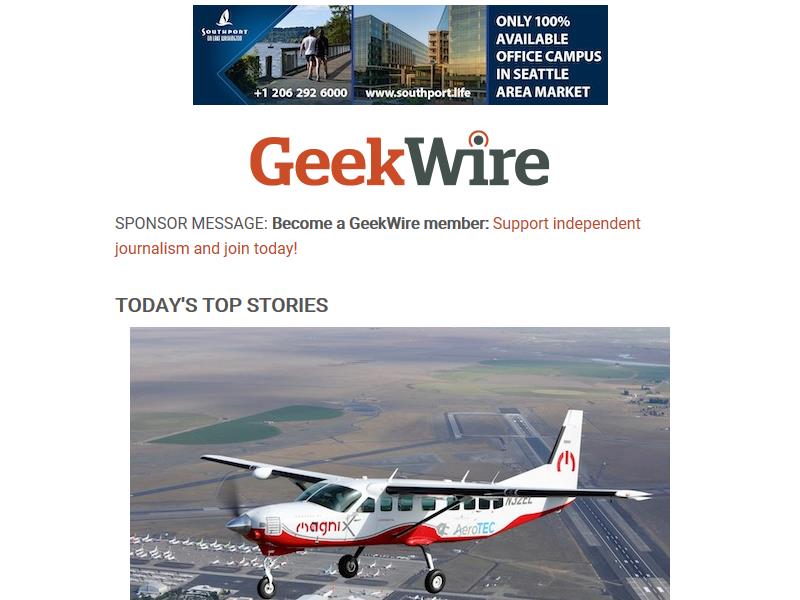 SOUTHPORT
ON LAKE WASHINGTON
+1 206 292 6000
www.southport.life
ONLY 100%
AVAILABLE
OFFICE CAMPUS
IN SEATTLE
AREA MARKET
GeekWire
SPONSOR MESSAGE: Become a GeekWire member: Support independent
journalism and join today!
TODAY'S TOP STORIES
magniX
AeroTEC
N32EL